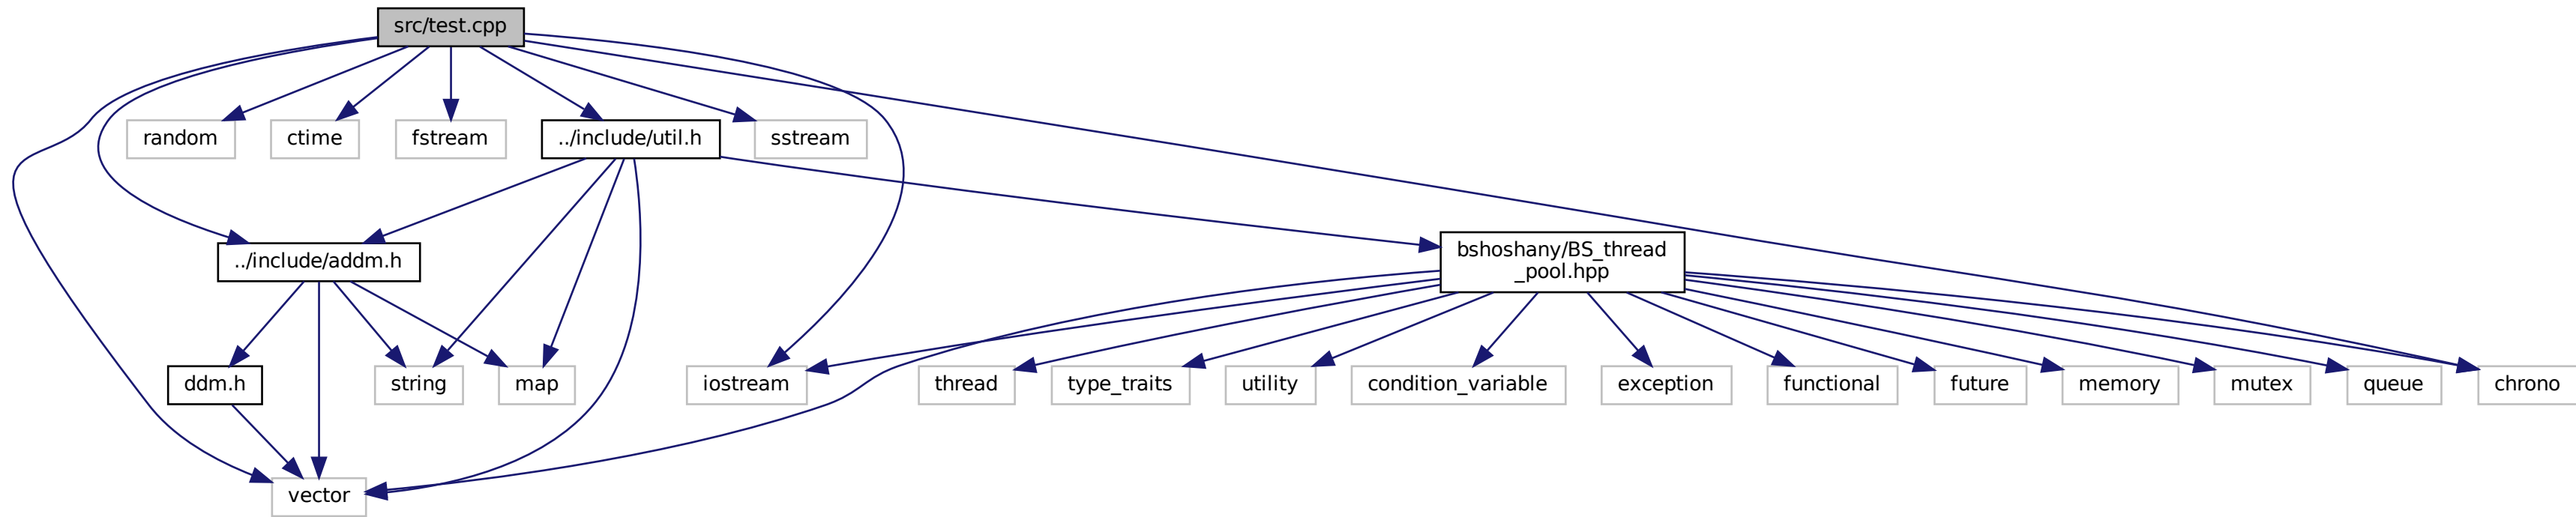 src/test.cpp
random
ctime
fstream
../include/util.h
sstream
../include/addm.h
bshoshany/BS_thread
_pool.hpp
ddm.h
string
map
iostream
thread
type_traits
utility
condition_variable
exception
functional
future
memory
mutex
queue
chrono
vector